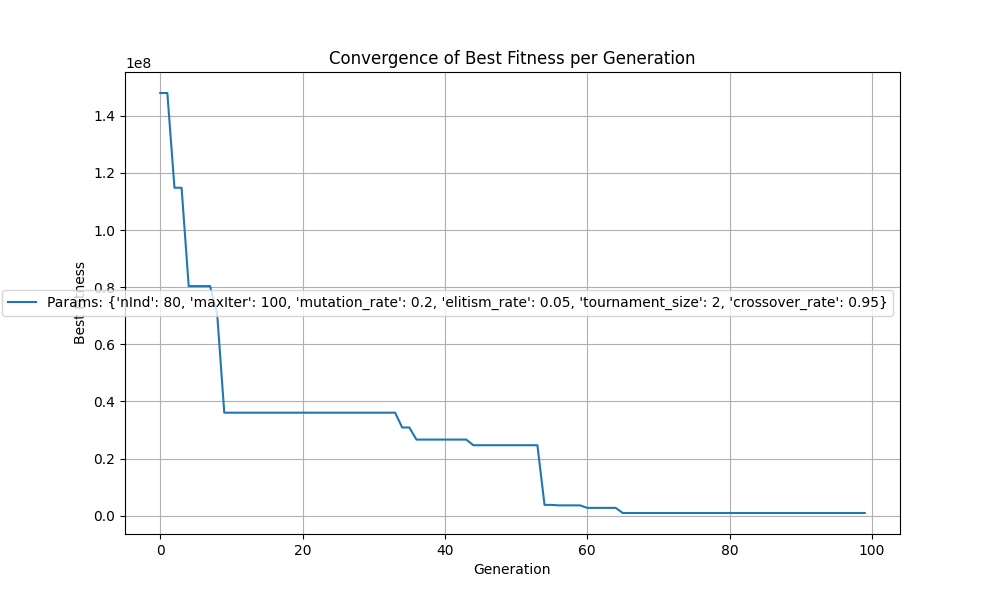 Convergence of Best Fitness per Generation
1e8
1.4
1.2
1.0
0.8
0.6
0.4
0.2
0.0
Best
Params: {'nInd': 80, 'maxIter': 100, 'mutation_rate': 0.2, 'elitism_rate': 0.05, 'tournament_size': 2, 'crossover_rate': 0.95}
0 20 40 60 80 100
Generation